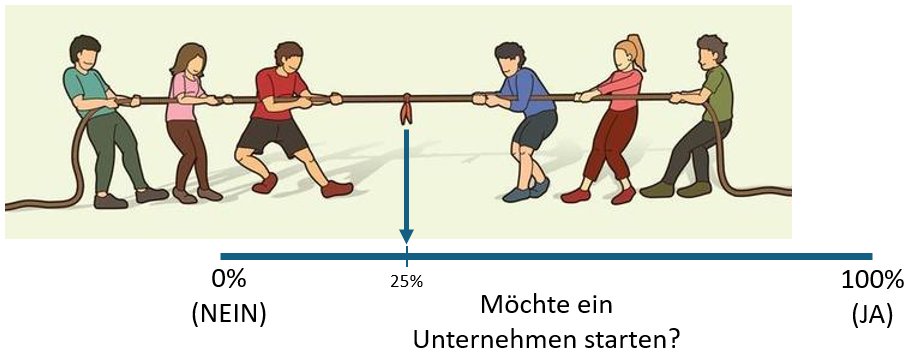 0%
(NEIN)
25%
Möchte ein
Unternehmen starten?
100%
(JA)